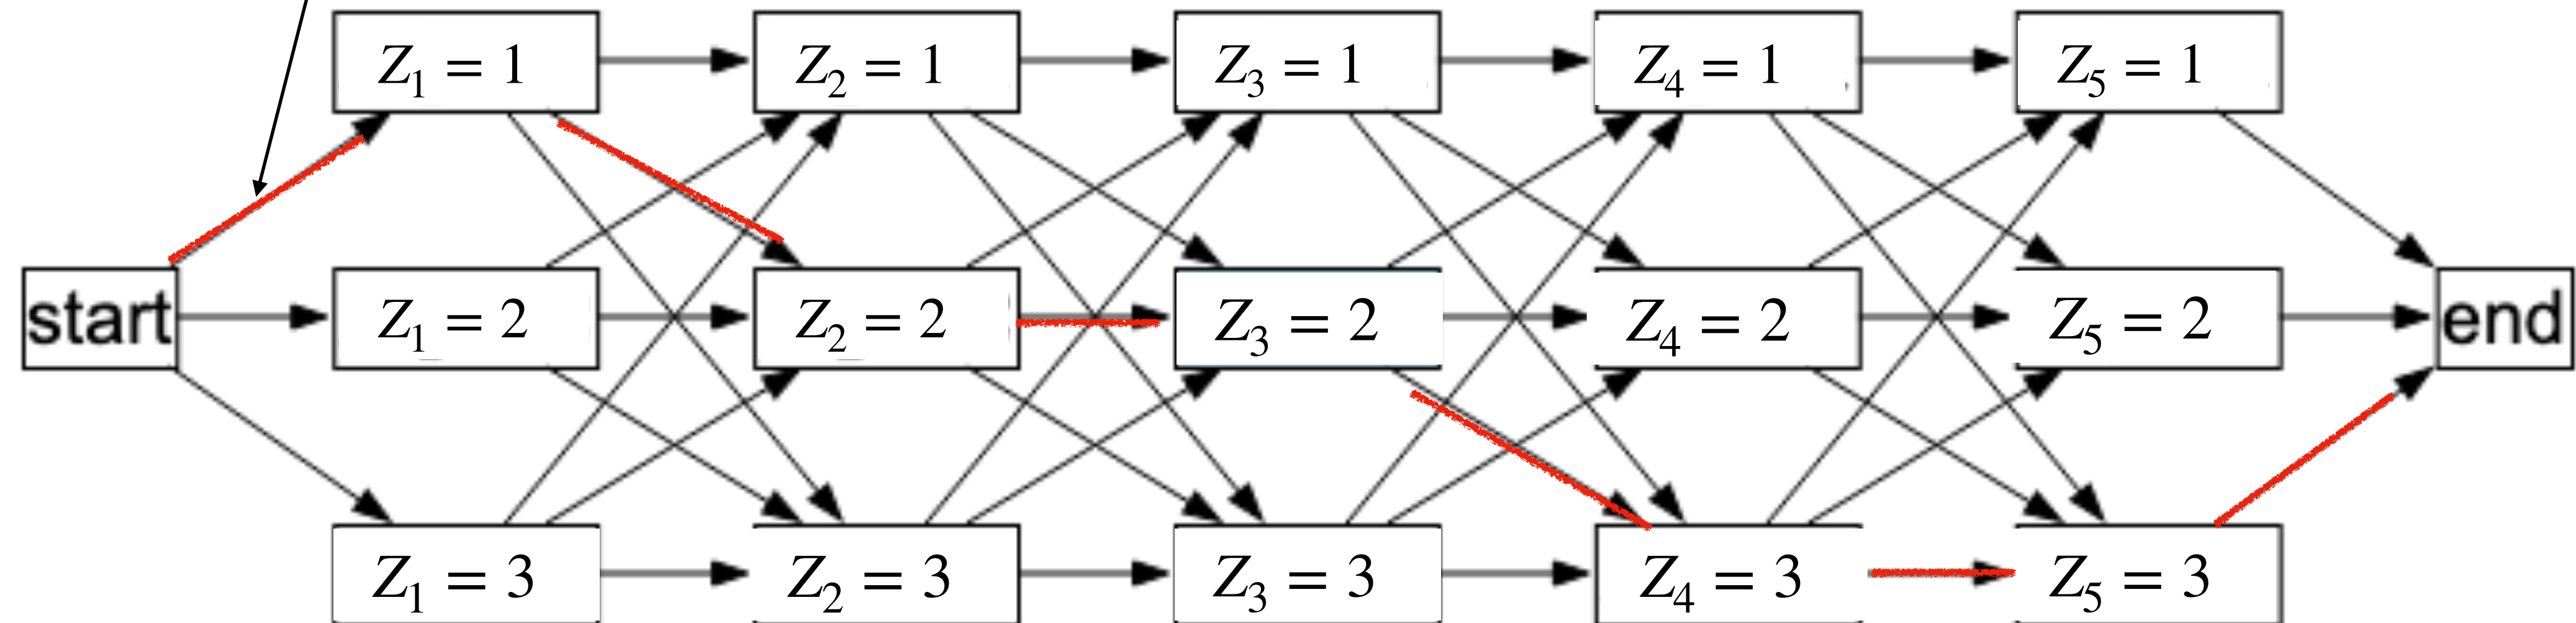 Z₁ = 1 Z₂ = 1 Z₃ = 1 Z₄ = 1 Z₅ = 1
start Z₁ = 2 Z₂ = 2 Z₃ = 2 Z₄ = 2 Z₅ = 2 end
Z₁ = 3 Z₂ = 3 Z₃ = 3 Z₄ = 3 Z₅ = 3